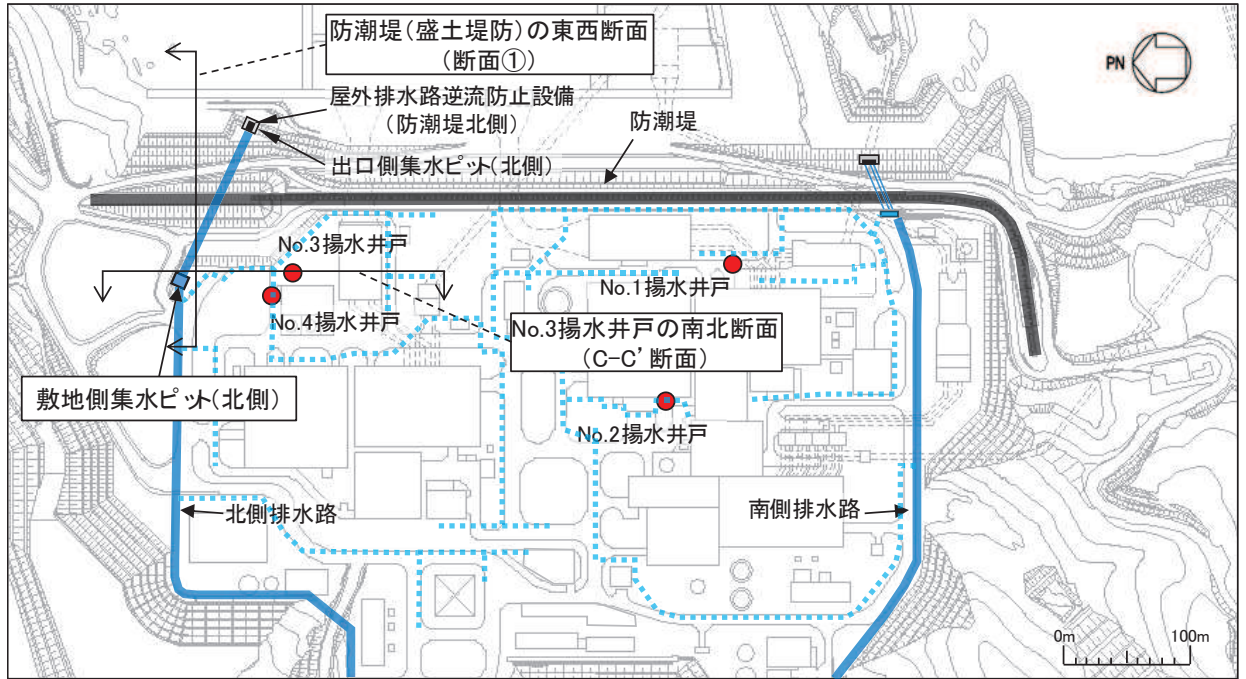 防潮堤(盛土堤防)の東西断面
(断面①)
PN
屋外排水路逆流防止設備
(防潮堤北側)
防潮堤
出口側集水ピット(北側)
No.3揚水井戸
No.1揚水井戸
No.4揚水井戸
No.3揚水井戸の南北断面
(C-C'断面)
敷地側集水ピット(北側)
No.2揚水井戸
北側排水路
南側排水路
0m 100m